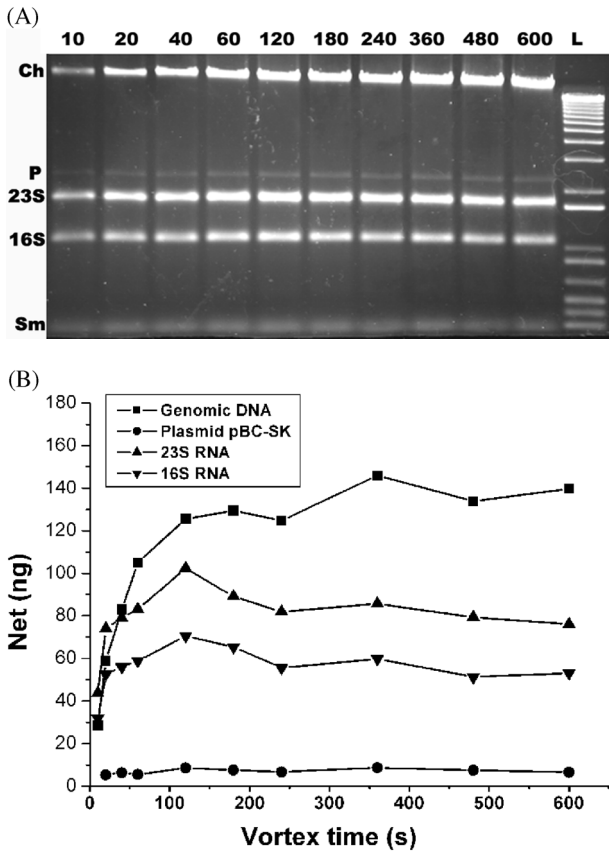 (A)
10 20 40 60 120 180 240 360 480 600 L
Ch
P
23S
16S
Sm
(B)
180
160
140
120
100
80
60
40
20
0
Genomic DNA
Plasmid pBC-SK
23S RNA
16S RNA
Net (ng)
0 100 200 300 400 500 600
Vortex time (s)